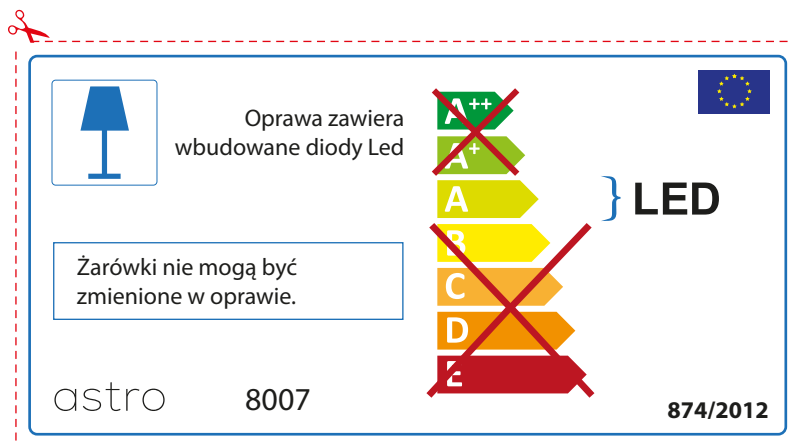 Oprawa zawiera
wbudowane diody Led
A++
A+
A
B
C
D
E
} LED
Żarówki nie mogą być
zmienione w oprawie.
astro
8007
874/2012